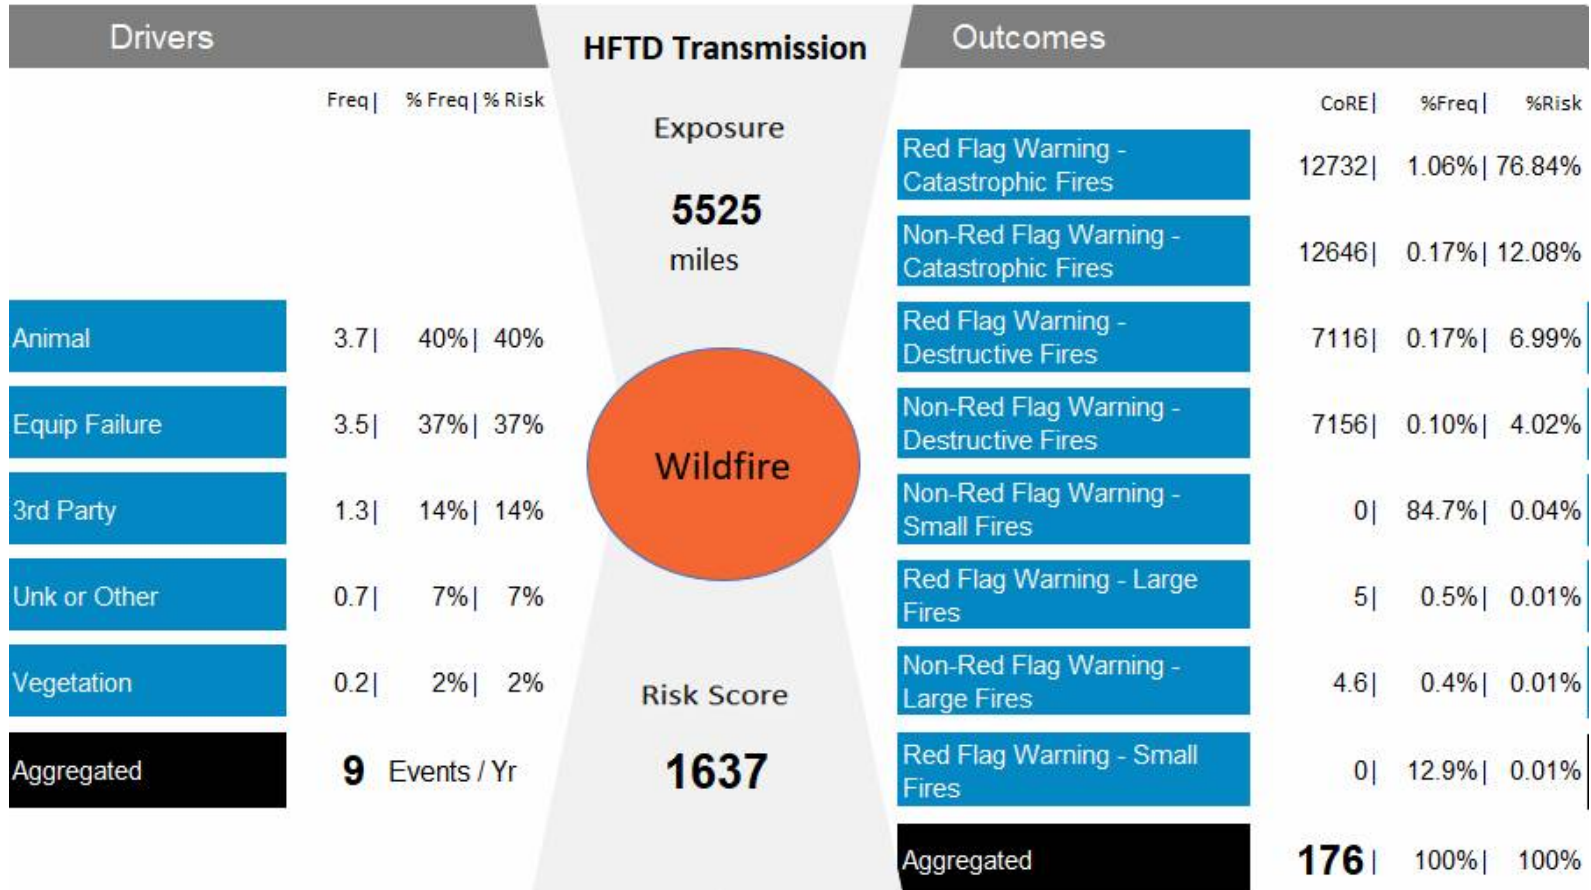 Drivers
HFTD Transmission
Outcomes
Freq| % Freq| % Risk
CoRE| %Freq| %Risk
Exposure
5525
miles
Red Flag Warning -
Catastrophic Fires
12732| 1.06%| 76.84%
Non-Red Flag Warning -
Catastrophic Fires
12646| 0.17%| 12.08%
Animal 3.7| 40%| 40%
Red Flag Warning -
Destructive Fires
7116| 0.17%| 6.99%
Equip Failure 3.5| 37%| 37%
Non-Red Flag Warning -
Destructive Fires
7156| 0.10%| 4.02%
Wildfire
3rd Party 1.3| 14%| 14%
Non-Red Flag Warning -
Small Fires
0| 84.7%| 0.04%
Unk or Other 0.7| 7%| 7%
Red Flag Warning - Large
Fires
5| 0.5%| 0.01%
Vegetation 0.2| 2%| 2%
Non-Red Flag Warning -
Large Fires
4.6| 0.4%| 0.01%
Risk Score
1637
Aggregated 9 Events / Yr
Red Flag Warning - Small
Fires
0| 12.9%| 0.01%
Aggregated 176| 100%| 100%